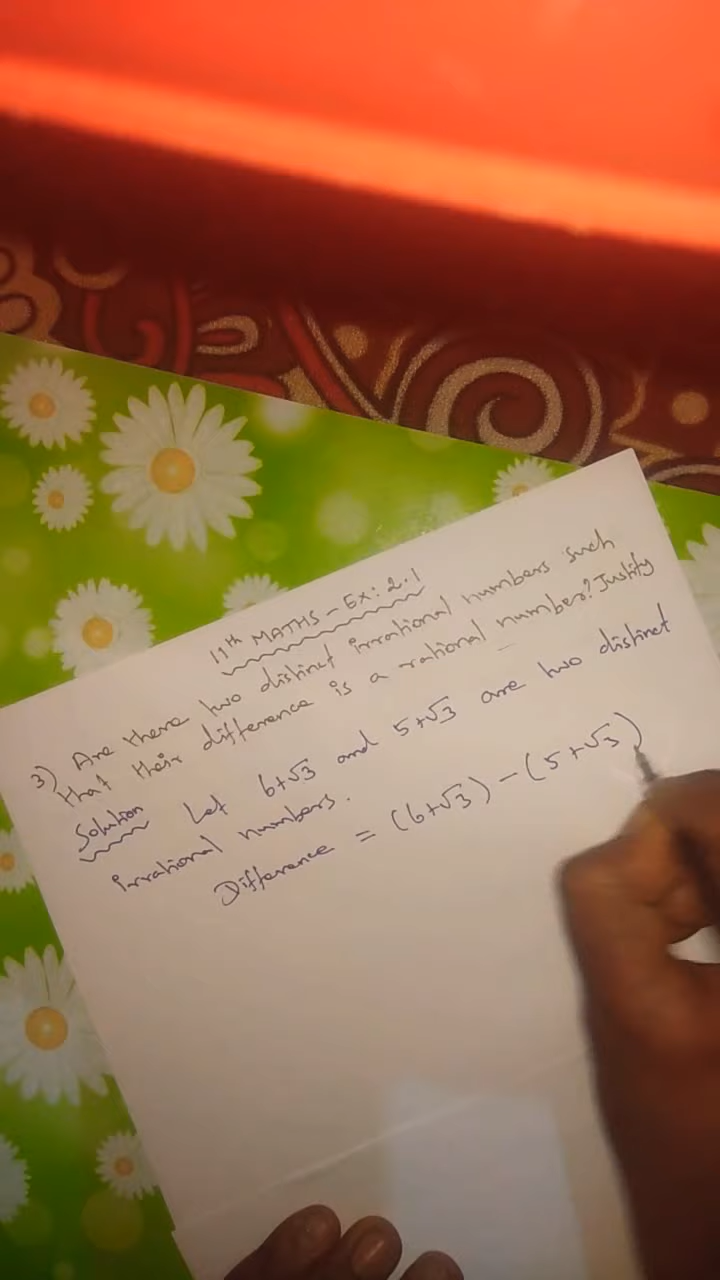 11th MATHS - Ex: 2.1
3) Are there two distinct irrational numbers such
that their difference is a rational number? Justify
Solution Let 6+√3 and 5+√3 are two distinct
irrational numbers.
Difference = (6+√3) - (5+√3)